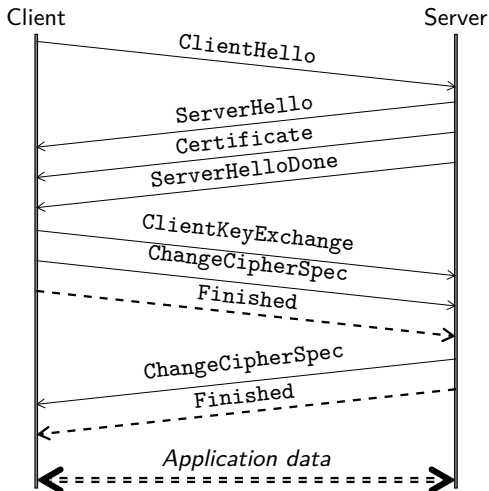 Client
Server
ClientHello
ServerHello
Certificate
ServerHelloDone
ClientKeyExchange
ChangeCipherSpec
Finished
ChangeCipherSpec
Finished
Application data